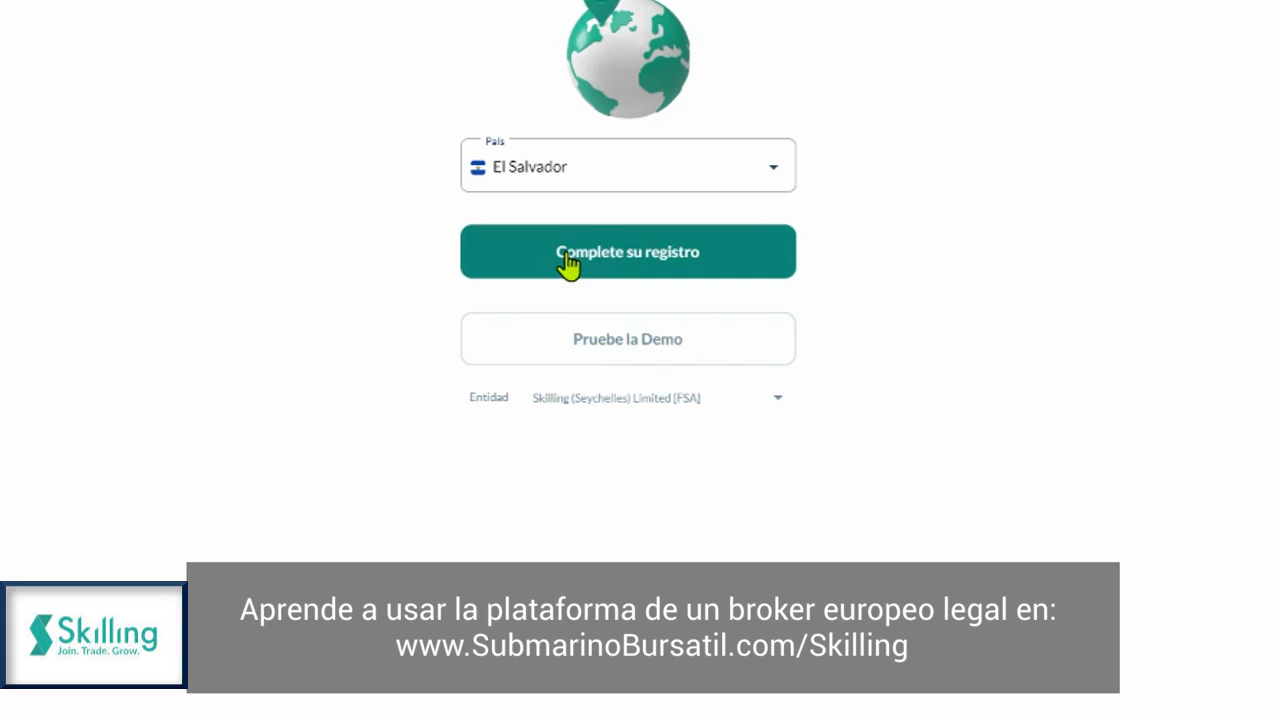 País
El Salvador
Complete su registro
Pruebe la Demo
Entidad Skilling (Seychelles) Limited [FSA]
Skilling
Join. Trade. Grow.
Aprende a usar la plataforma de un broker europeo legal en:
www.SubmarinoBursatil.com/Skilling